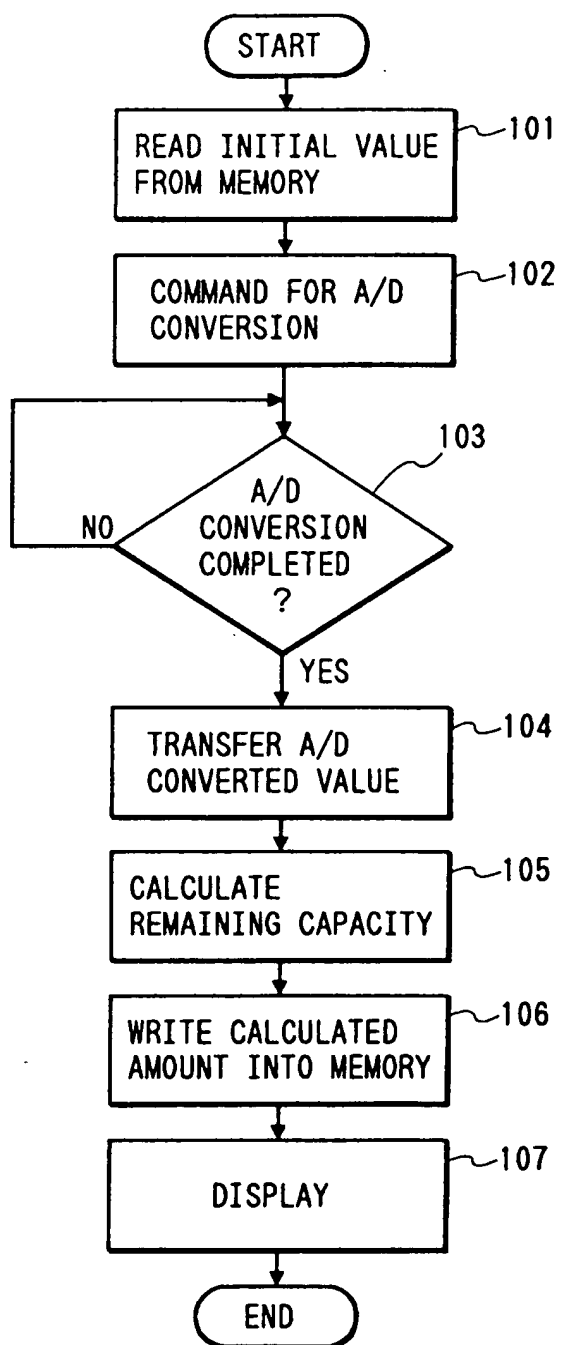 START
READ INITIAL VALUE
FROM MEMORY
101
COMMAND FOR A/D
CONVERSION
102
A/D
CONVERSION
COMPLETED
?
103
NO
YES
TRANSFER A/D
CONVERTED VALUE
104
CALCULATE
REMAINING CAPACITY
105
WRITE CALCULATED
AMOUNT INTO MEMORY
106
DISPLAY
107
END